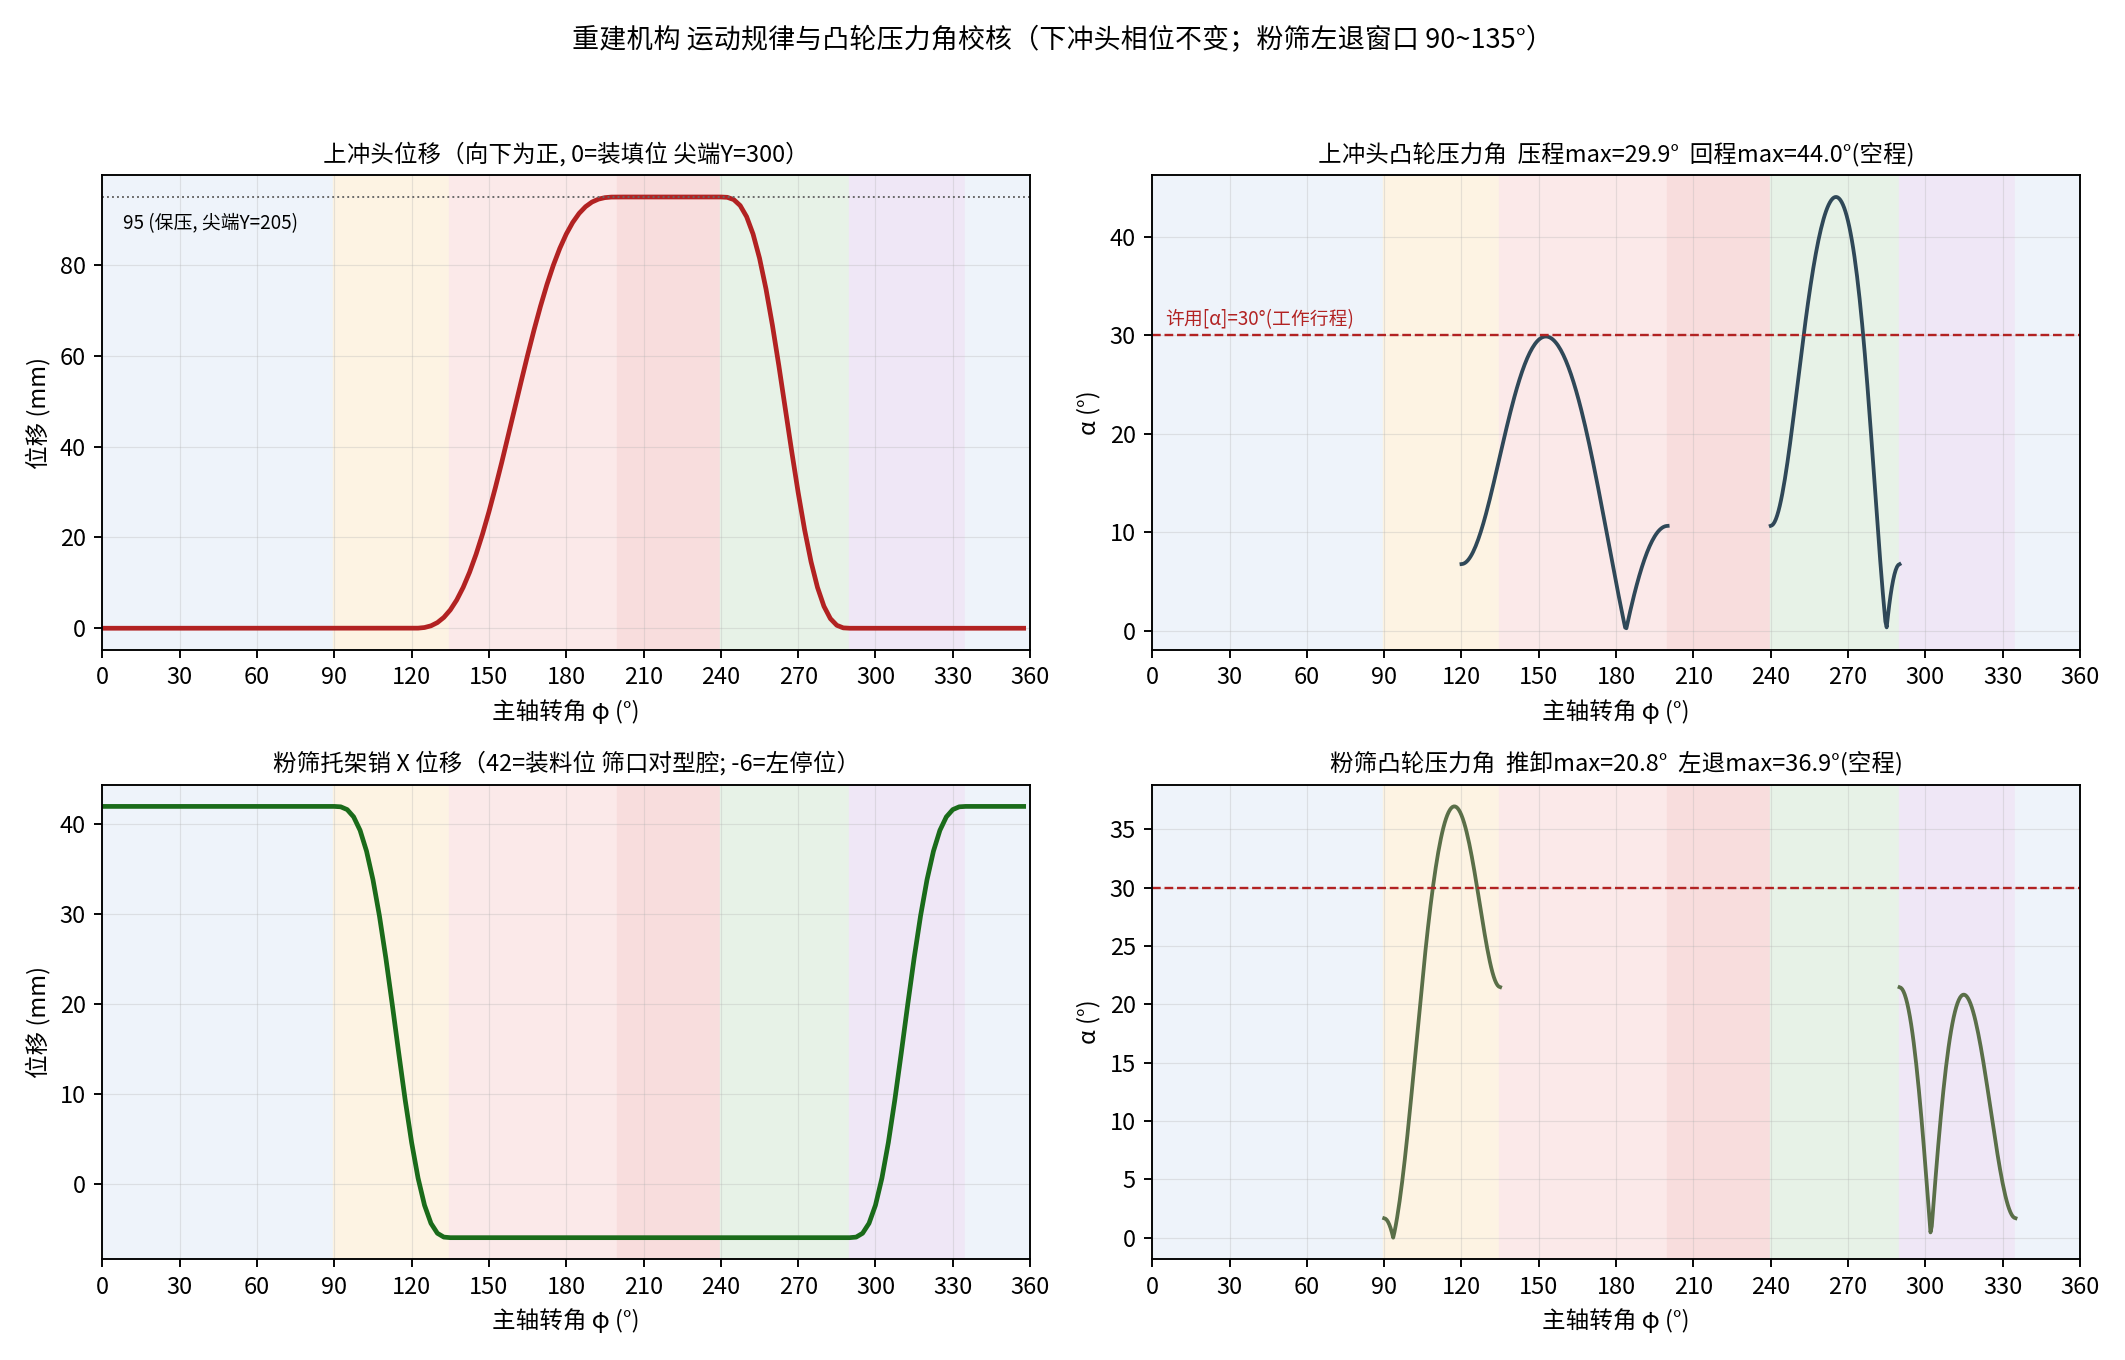 重建机构 运动规律与凸轮压力角校核（下冲头相位不变；粉筛左退窗口 90~135°）
上冲头位移（向下为正, 0=装填位 尖端Y=300）
95 (保压, 尖端Y=205)
位移 (mm)
80
60
40
20
0
0 30 60 90 120 150 180 210 240 270 300 330 360
主轴转角 φ (°)
上冲头凸轮压力角 压程max=29.9° 回程max=44.0°(空程)
许用[α]=30°(工作行程)
α (°)
40
30
20
10
0
0 30 60 90 120 150 180 210 240 270 300 330 360
主轴转角 φ (°)
粉筛托架销 X 位移（42=装料位 筛口对型腔; -6=左停位）
位移 (mm)
40
30
20
10
0
0 30 60 90 120 150 180 210 240 270 300 330 360
主轴转角 φ (°)
粉筛凸轮压力角 推卸max=20.8° 左退max=36.9°(空程)
α (°)
35
30
25
20
15
10
5
0
0 30 60 90 120 150 180 210 240 270 300 330 360
主轴转角 φ (°)